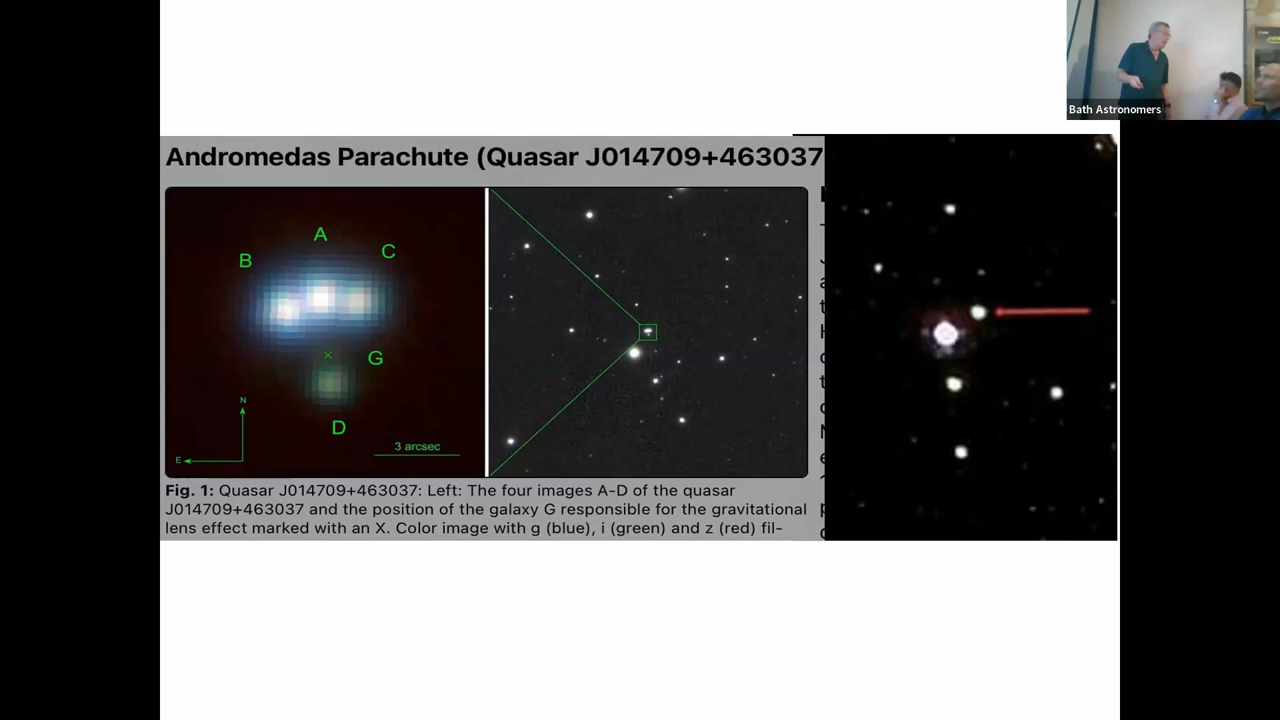 Bath Astronomers
Andromedas Parachute (Quasar J014709+463037
A
B
C
G
D
N
E
3 arcsec
Fig. 1: Quasar J014709+463037: Left: The four images A-D of the quasar
J014709+463037 and the position of the galaxy G responsible for the gravitational
lens effect marked with an X. Color image with g (blue), i (green) and z (red) fil-